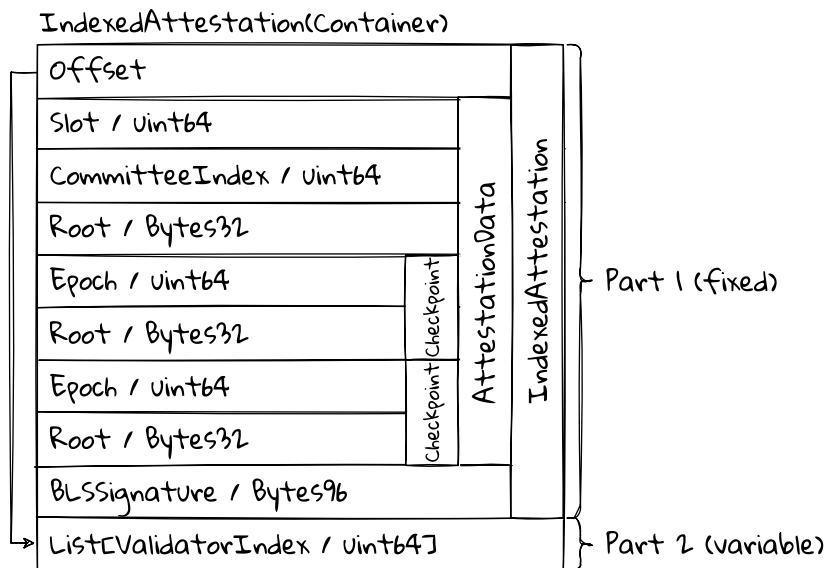 IndexedAttestation(Container)
Offset
Slot / uint64
CommitteeIndex / uint64
Root / Bytes32
Epoch / uint64
Root / Bytes32
Checkpoint
Epoch / uint64
Root / Bytes32
Checkpoint
AttestationData
BLSSignature / Bytes96
IndexedAttestation
Part 1 (fixed)
List[ValidatorIndex / uint64]
Part 2 (variable)